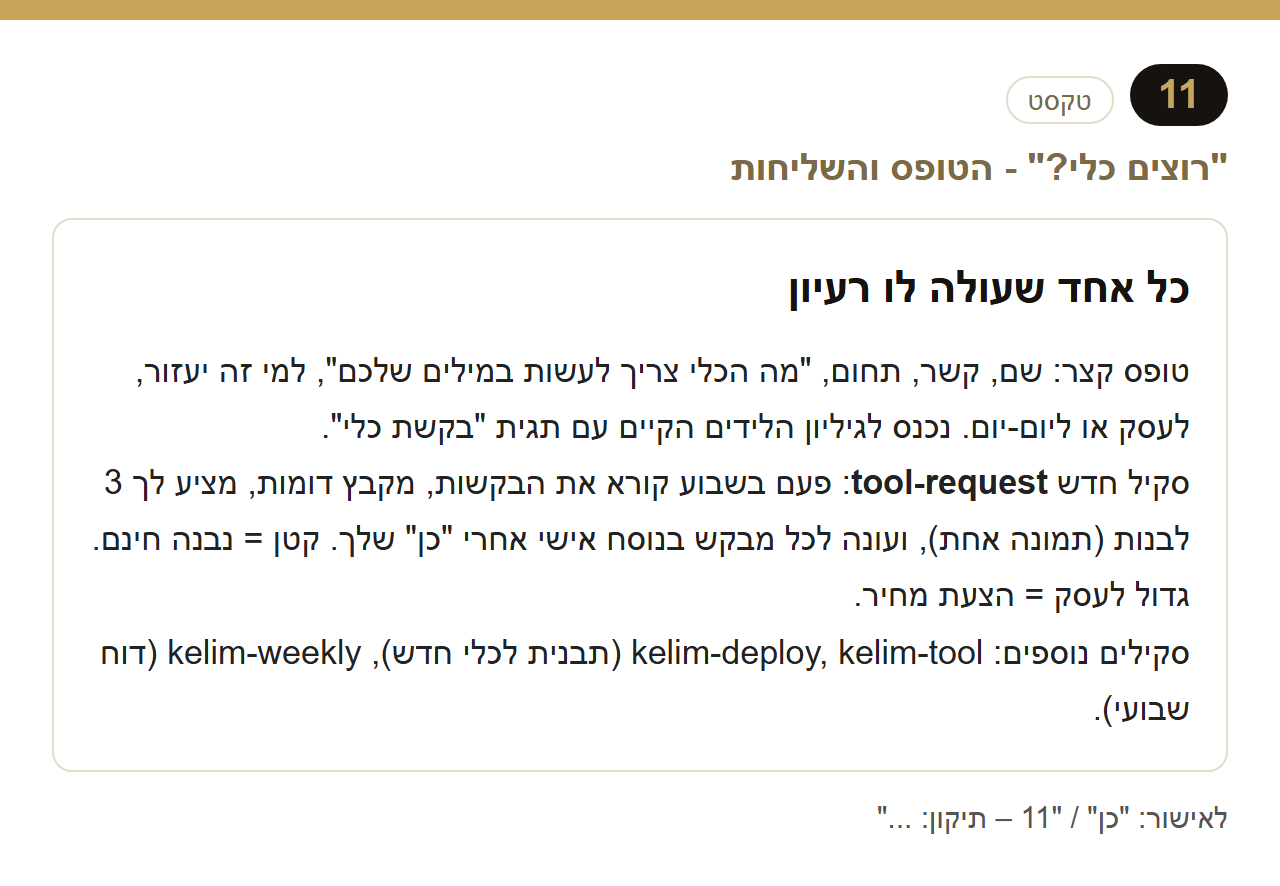 11
טקסט
"רוצים כלי?" - הטופס והשליחות
כל אחד שעולה לו רעיון
טופס קצר: שם, קשר, תחום, "מה הכלי צריך לעשות במילים שלכם", למי זה יעזור,
לעסק או ליום-יום. נכנס לגיליון הלידים הקיים עם תגית "בקשת כלי".
סקיל חדש tool-request: פעם בשבוע קורא את הבקשות, מקבץ דומות, מציע לך 3
לבנות (תמונה אחת), ועונה לכל מבקש בנוסח אישי אחרי "כן" שלך. קטן = נבנה חינם.
גדול לעסק = הצעת מחיר.
סקילים נוספים: kelim-deploy, kelim-tool (תבנית לכלי חדש), kelim-weekly (דוח
שבועי).
לאישור: "כן" / "11 – תיקון: ..."